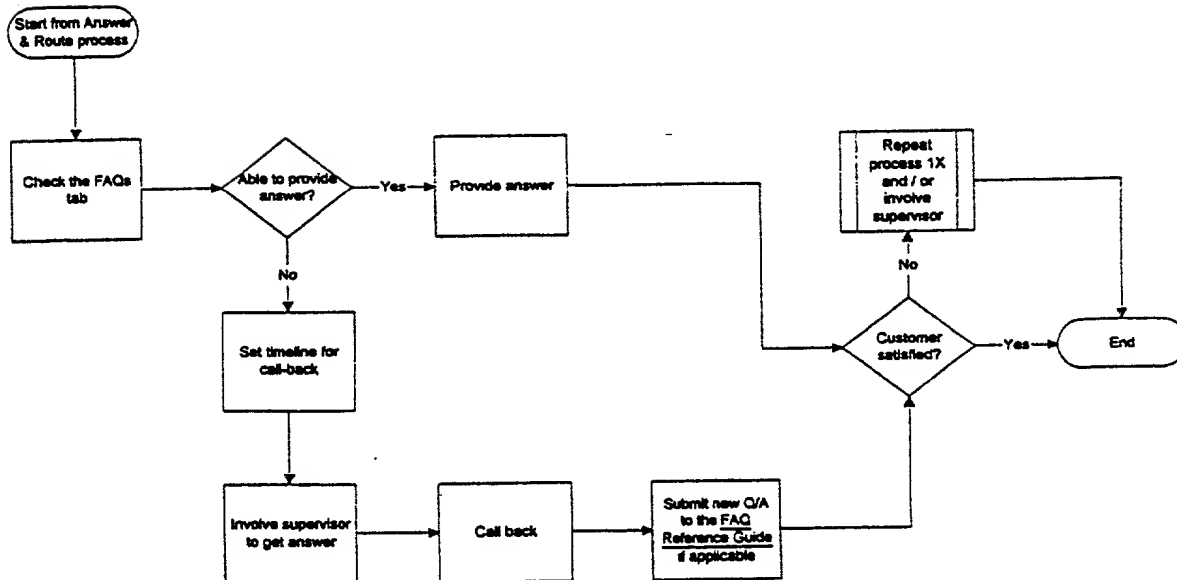 Start from Answer
& Route process
Check the FAQs
tab
Able to provide
answer?
Yes
Provide answer
Repeat
process 1X
and / or
involve
supervisor
No
No
Set timeline for
call-back
Customer
satisfied?
Yes
End
Involve supervisor
to get answer
Call back
Submit new Q/A
to the FAQ
Reference Guide
if applicable